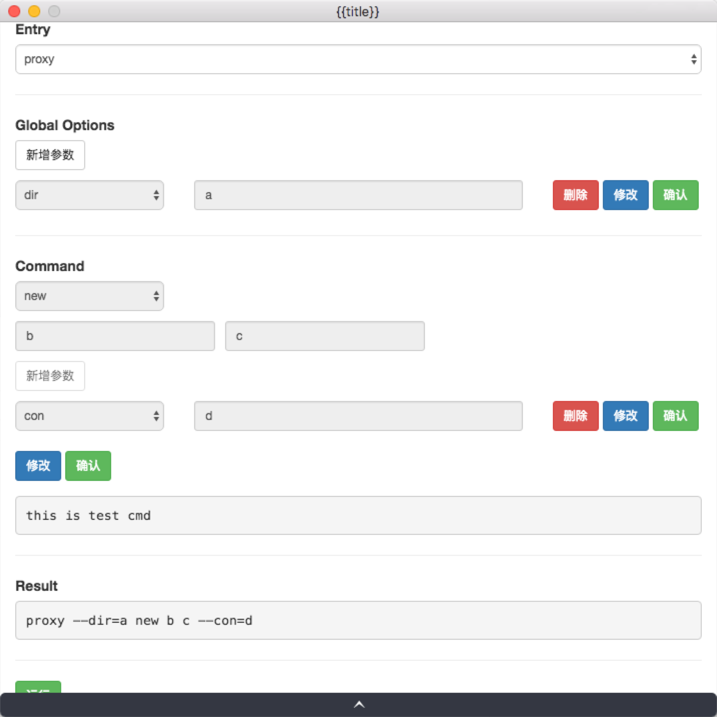 {{title}}
Entry
proxy
Global Options
新增参数
dir a 删除 修改 确认
Command
new
b c
新增参数
con d 删除 修改 确认
修改 确认
this is test cmd
Result
proxy --dir=a new b c --con=d